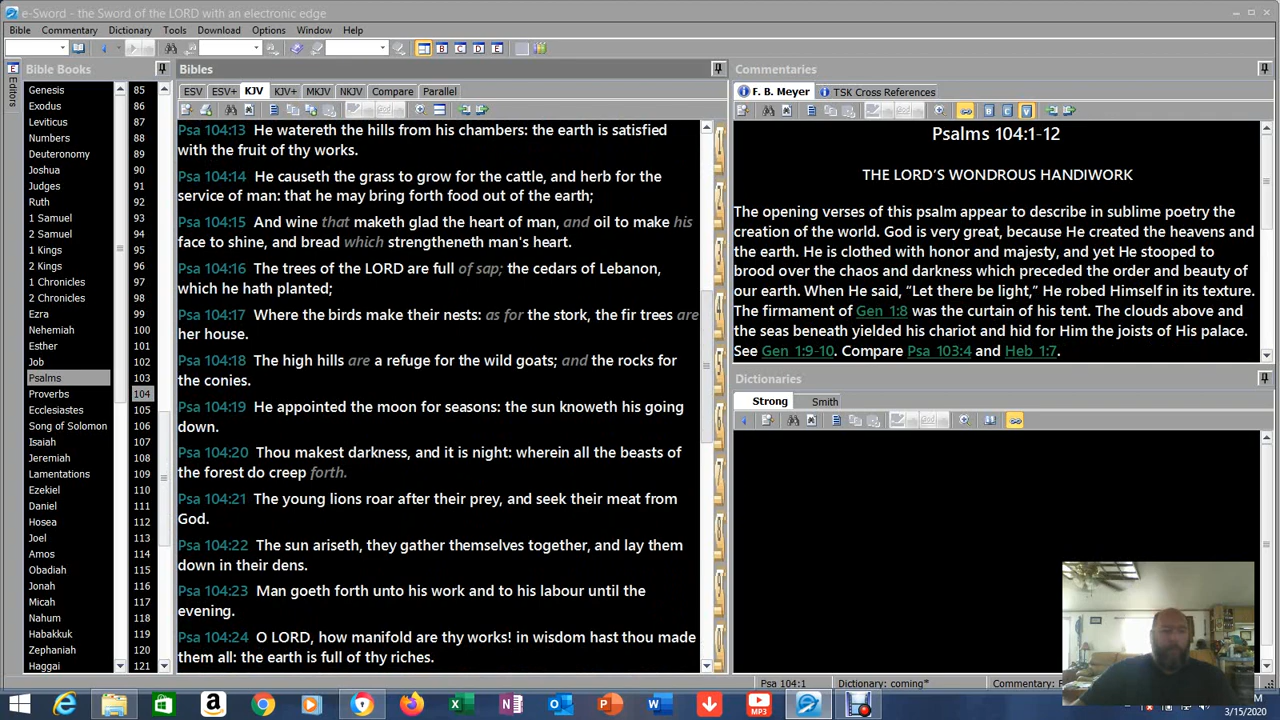 e-Sword - the Sword of the LORD with an electronic edge
Bible Commentary Dictionary Tools Download Options Window Help
B C D E
Editors
Bible Books
Genesis 85
Exodus 86
Leviticus 87
Numbers 88
Deuteronomy 89
Joshua 90
Judges 91
Ruth 92
1 Samuel 93
2 Samuel 94
1 Kings 95
2 Kings 96
1 Chronicles 97
2 Chronicles 98
Ezra 99
Nehemiah 100
Esther 101
Job 102
Psalms 103
Proverbs 104
Ecclesiastes 105
Song of Solomon 106
Isaiah 107
Jeremiah 108
Lamentations 109
Ezekiel 110
Daniel 111
Hosea 112
Joel 113
Amos 114
Obadiah 115
Jonah 116
Micah 117
Nahum 118
Habakkuk 119
Zephaniah 120
Haggai 121
Bibles
ESV ESV+ KJV KJV+ MKJV NKJV Compare Parallel
God
Psa 104:13 He watereth the hills from his chambers: the earth is satisfied
with the fruit of thy works.
Psa 104:14 He causeth the grass to grow for the cattle, and herb for the
service of man: that he may bring forth food out of the earth;
Psa 104:15 And wine that maketh glad the heart of man, and oil to make his
face to shine, and bread which strengtheneth man's heart.
Psa 104:16 The trees of the LORD are full of sap; the cedars of Lebanon,
which he hath planted;
Psa 104:17 Where the birds make their nests: as for the stork, the fir trees are
her house.
Psa 104:18 The high hills are a refuge for the wild goats; and the rocks for
the conies.
Psa 104:19 He appointed the moon for seasons: the sun knoweth his going
down.
Psa 104:20 Thou makest darkness, and it is night: wherein all the beasts of
the forest do creep forth.
Psa 104:21 The young lions roar after their prey, and seek their meat from
God.
Psa 104:22 The sun ariseth, they gather themselves together, and lay them
down in their dens.
Psa 104:23 Man goeth forth unto his work and to his labour until the
evening.
Psa 104:24 O LORD, how manifold are thy works! in wisdom hast thou made
them all: the earth is full of thy riches.
Commentaries
F. B. Meyer TSK Cross References
God B C V
Psalms 104:1-12
THE LORD’S WONDROUS HANDIWORK
The opening verses of this psalm appear to describe in sublime poetry the
creation of the world. God is very great, because He created the heavens and
the earth. He is clothed with honor and majesty, and yet He stooped to
brood over the chaos and darkness which preceded the order and beauty of
our earth. When He said, “Let there be light,” He robed Himself in its texture.
The firmament of Gen 1:8 was the curtain of his tent. The clouds above and
the seas beneath yielded his chariot and hid for Him the joists of His palace.
See Gen 1:9-10. Compare Psa 103:4 and Heb 1:7.
Dictionaries
Strong Smith
God
Psa 104:1 Dictionary: coming* Commentary:
MP3
3/15/2020